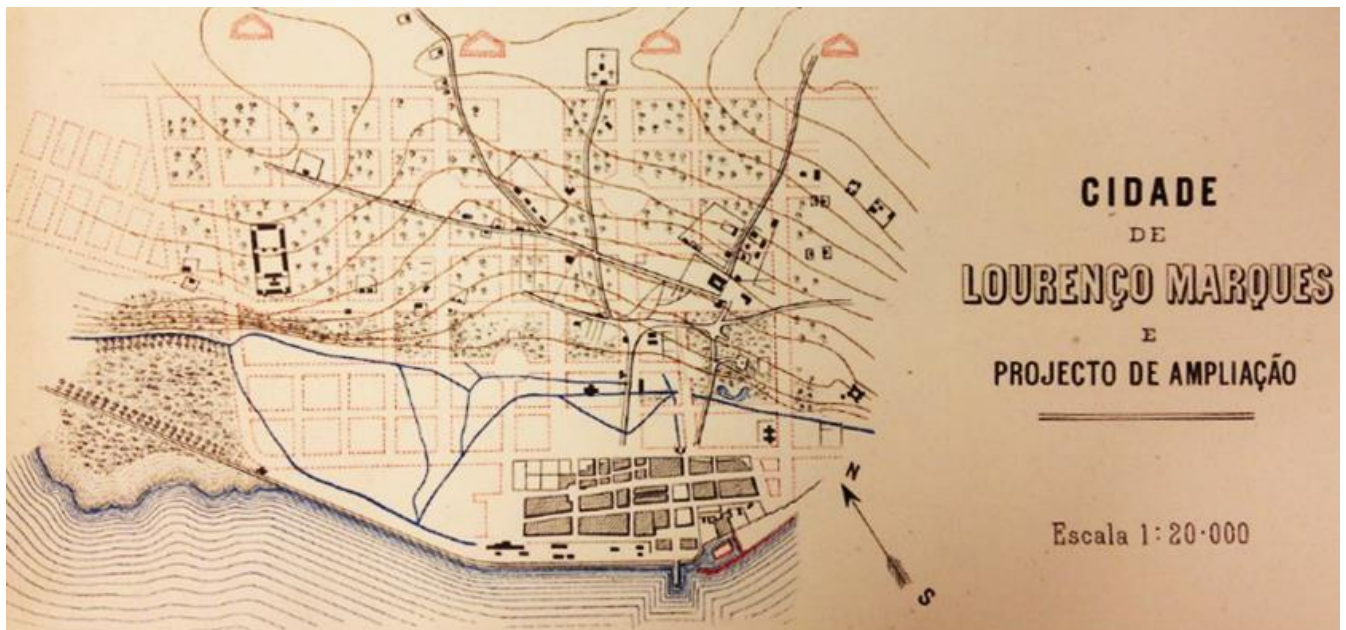 CIDADE
DE
LOURENÇO MARQUES
E
PROJECTO DE AMPLIAÇÃO
Escala 1:20·000
N
S